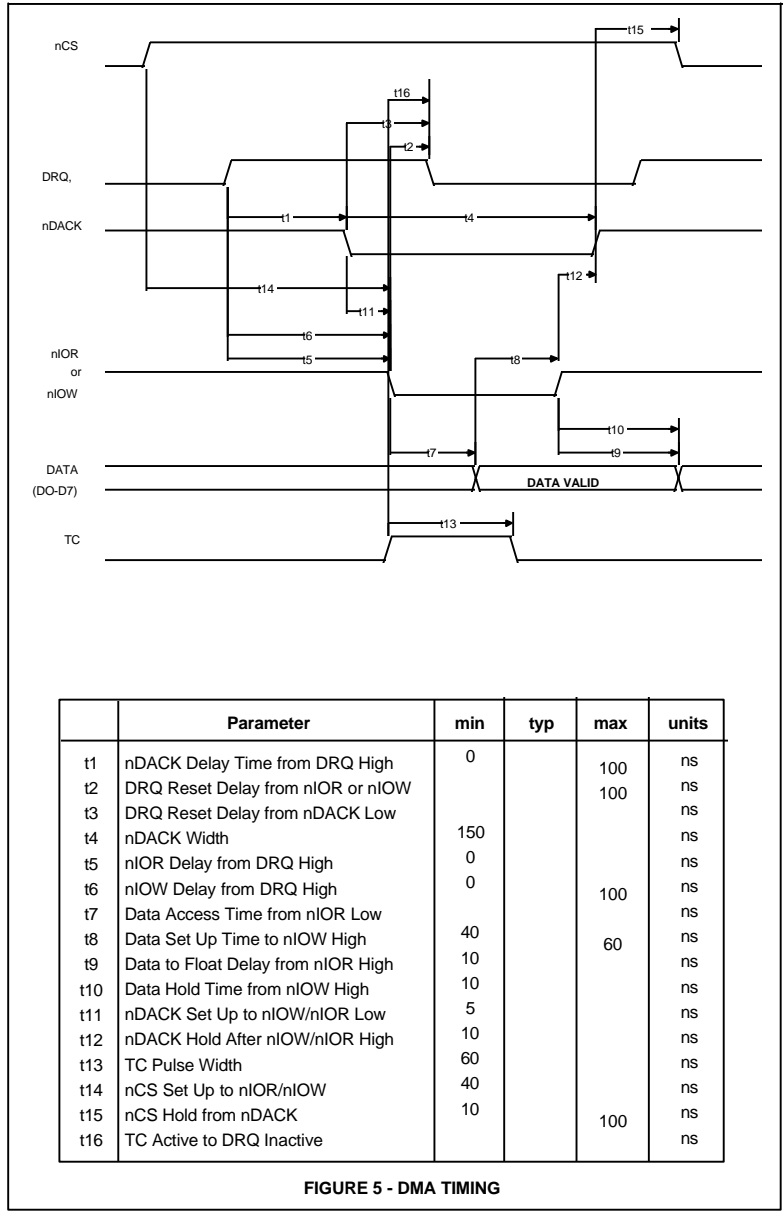 t15
nCS
t16
t3
t2
DRQ,
t1
t4
nDACK
t12
t14
t11
t6
nIOR
t5
t8
or
nIOW
t10
t7
t9
DATA
DATA VALID
(DO-D7)
t13
TC
Parameter min typ max units
t1 nDACK Delay Time from DRQ High 0 ns
100
t2 DRQ Reset Delay from nIOR or nIOW ns
100
t3 DRQ Reset Delay from nDACK Low ns
t4 nDACK Width 150 ns
t5 nIOR Delay from DRQ High 0 ns
t6 nIOW Delay from DRQ High 0 ns
100
t7 Data Access Time from nIOR Low ns
t8 Data Set Up Time to nIOW High 40 ns
60
t9 Data to Float Delay from nIOR High 10 ns
t10 Data Hold Time from nIOW High 10 ns
t11 nDACK Set Up to nIOW/nIOR Low 5 ns
t12 nDACK Hold After nIOW/nIOR High 10 ns
t13 TC Pulse Width 60 ns
t14 nCS Set Up to nIOR/nIOW 40 ns
t15 nCS Hold from nDACK 10 ns
100
t16 TC Active to DRQ Inactive ns
FIGURE 5 - DMA TIMING